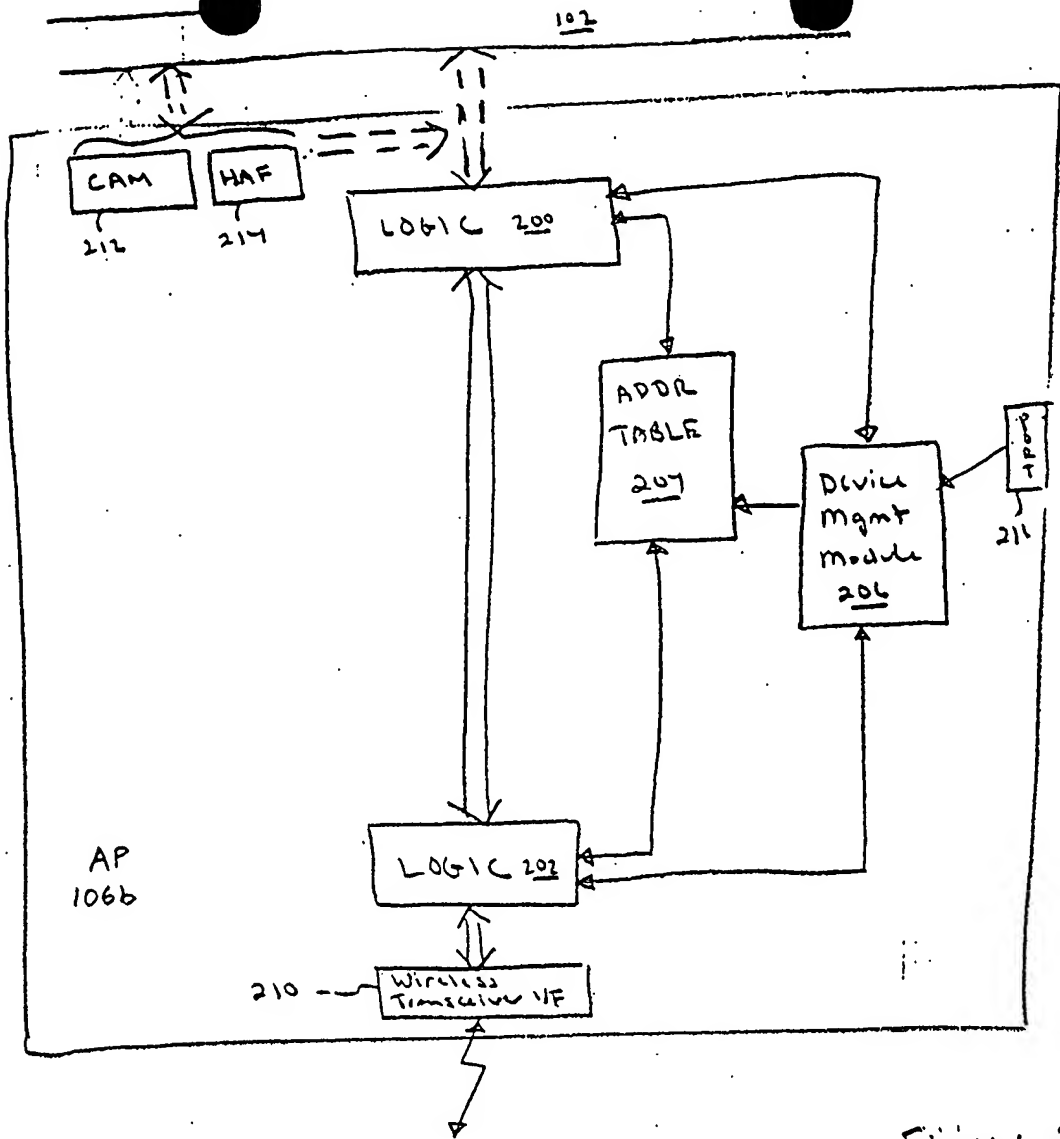 102
CAM
HAF
212
214
LOGIC 200
ADDR
TABLE
204
PORT
216
Device
Mgmt
Module
206
LOGIC 202
AP
106b
210
Wireless
Transceiver I/F